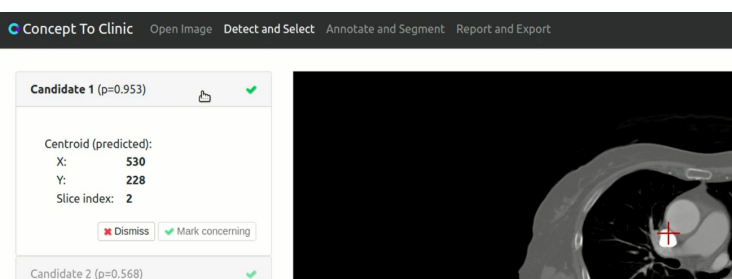 Concept To Clinic Open Image Detect and Select Annotate and Segment Report and Export
Candidate 1 (p=0.953)
Centroid (predicted):
X: 530
Y: 228
Slice index: 2
Dismiss Mark concerning
Candidate 2 (p=0.568)